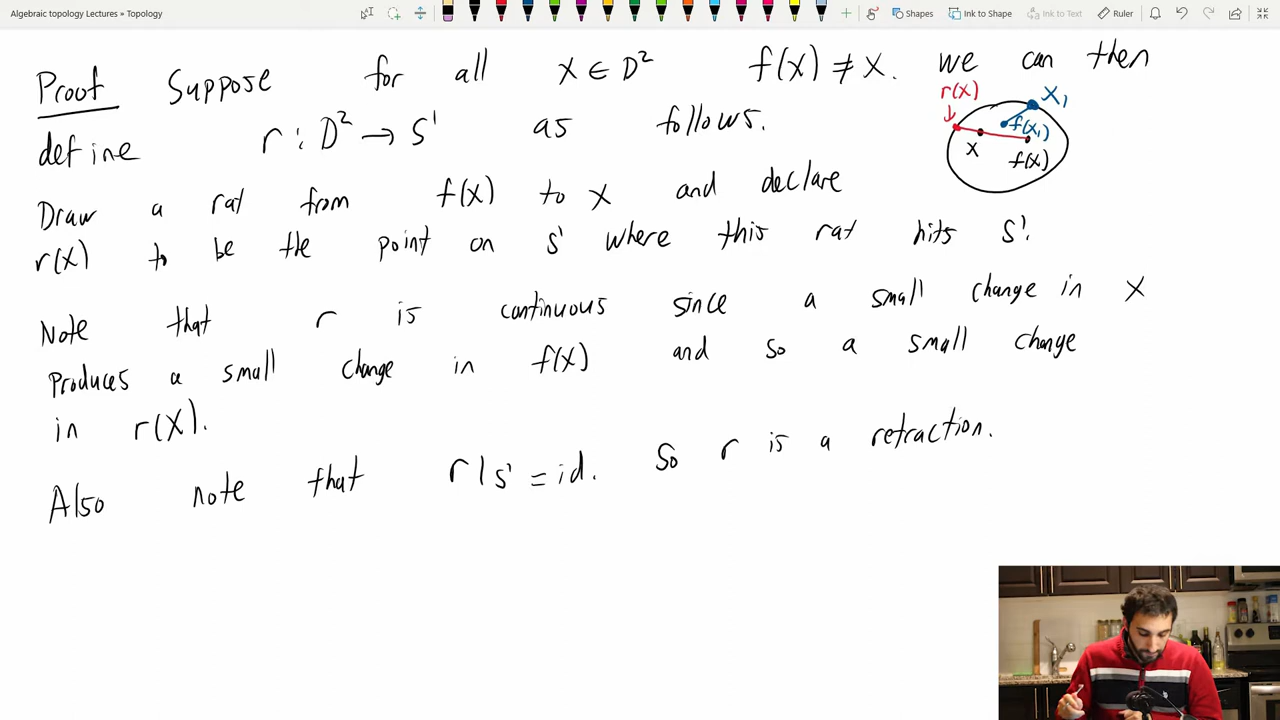 Algebraic topology Lectures » Topology
Shapes Ink to Shape Ink to Text Ruler
Proof Suppose for all x ∈ D² f(x) ≠ x. we can then
define r : D² → S¹ as follows.
r(x) x₁
f(x₁)
x f(x)
Draw a ray from f(x) to x and declare
r(x) to be the point on S¹ where this ray hits S¹.
Note that r is continuous since a small change in x
produces a small change in f(x) and so a small change
in r(x).
Also note that r|s¹ = id. So r is a retraction.